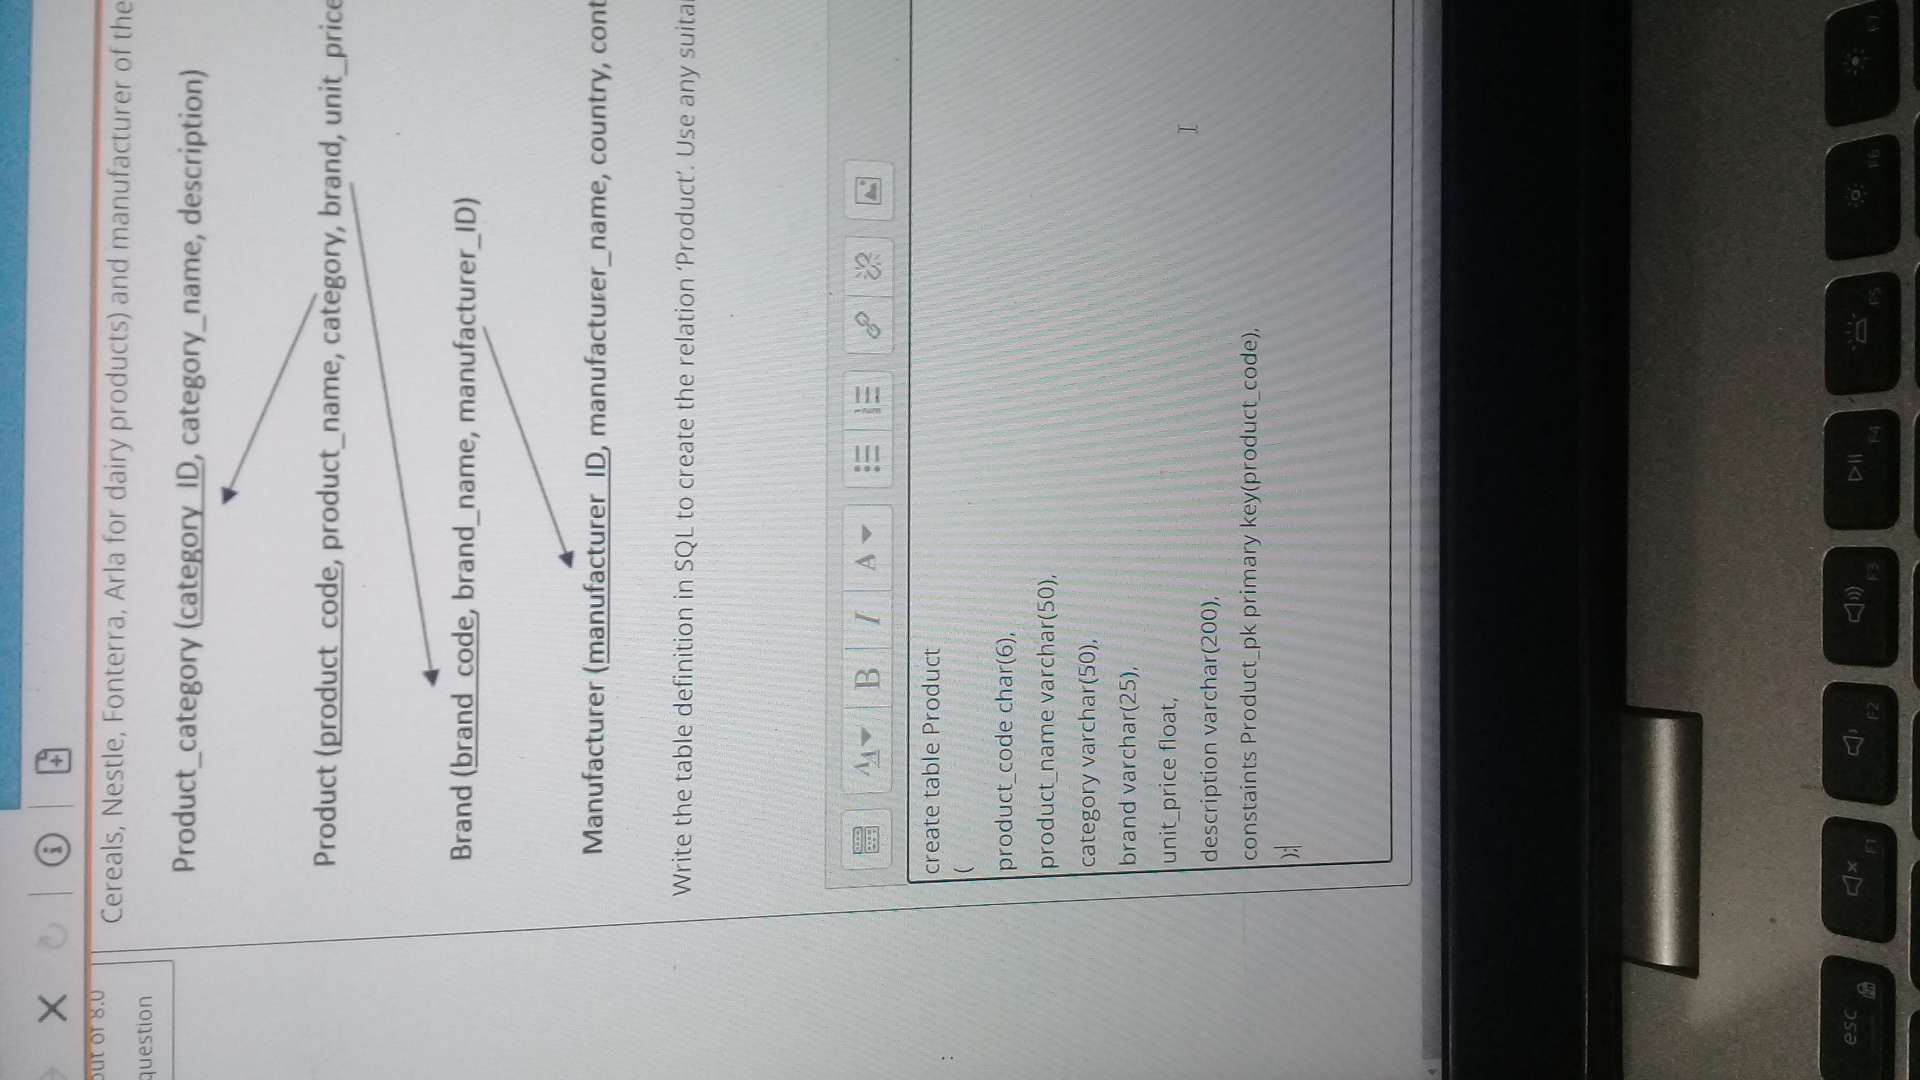 out of 8.0
question
Cereals, Nestle, Fonterra, Arla for dairy products) and manufacturer of the
Product_category (category_ID, category_name, description)
Product (product_code, product_name, category, brand, unit_price
Brand (brand_code, brand_name, manufacturer_ID)
Manufacturer (manufacturer_ID, manufacturer_name, country, cont
Write the table definition in SQL to create the relation ‘Product’. Use any suita
B I A
create table Product
(
product_code char(6),
product_name varchar(50),
category varchar(50),
brand varchar(25),
unit_price float,
description varchar(200),
constaints Product_pk primary key(product_code),
);
esc F1 F2 F3 F4 F5 F6 F7